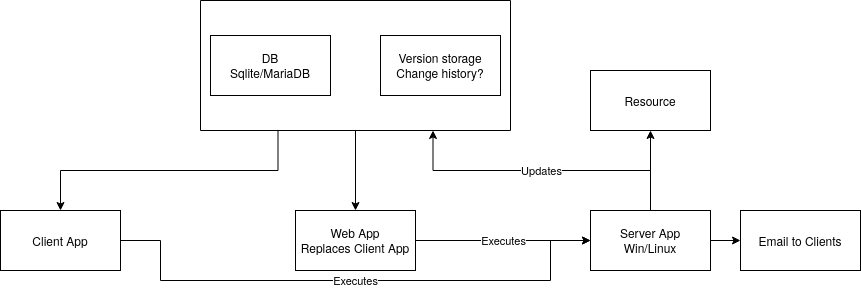 DB
Sqlite/MariaDB
Version storage
Change history?
Resource
Updates
Client App
Web App
Replaces Client App
Executes
Server App
Win/Linux
Email to Clients
Executes